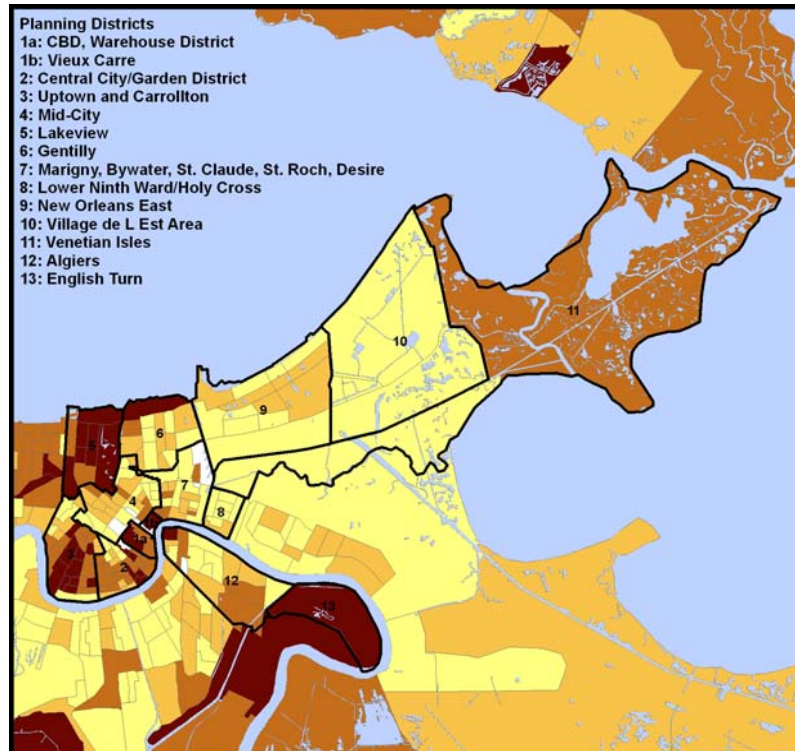 Planning Districts
1a: CBD, Warehouse District
1b: Vieux Carre
2: Central City/Garden District
3: Uptown and Carrollton
4: Mid-City
5: Lakeview
6: Gentilly
7: Marigny, Bywater, St. Claude, St. Roch, Desire
8: Lower Ninth Ward/Holy Cross
9: New Orleans East
10: Village de L Est Area
11: Venetian Isles
12: Algiers
13: English Turn
11
10
9
5
6
7
4
8
1a
3
2
12
13